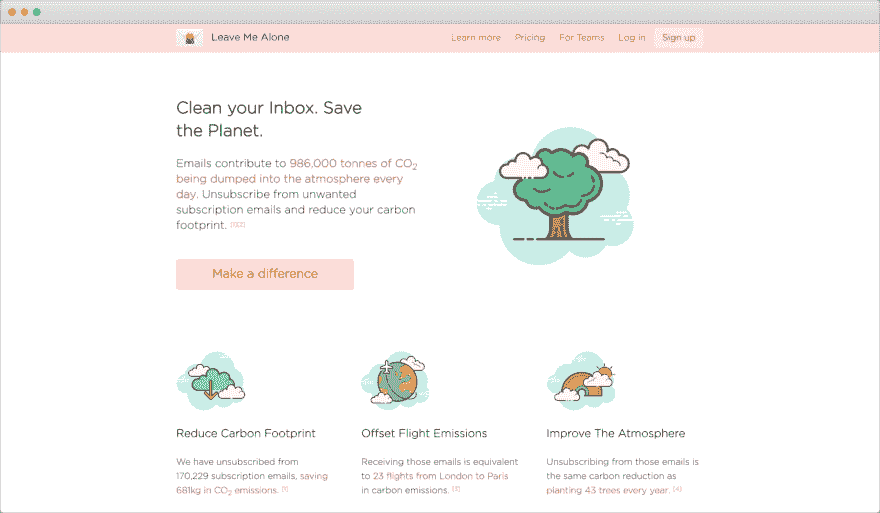 Leave Me Alone
Learn more Pricing For Teams Log in Sign up
Clean your Inbox. Save
the Planet.
Emails contribute to 986,000 tonnes of CO2
being dumped into the atmosphere every
day. Unsubscribe from unwanted
subscription emails and reduce your carbon
footprint. [1][2]
Make a difference
Reduce Carbon Footprint
We have unsubscribed from
170,229 subscription emails, saving
681kg in CO2 emissions. [1]
Offset Flight Emissions
Receiving those emails is equivalent
to 23 flights from London to Paris
in carbon emissions. [3]
Improve The Atmosphere
Unsubscribing from those emails is
the same carbon reduction as
planting 43 trees every year. [4]